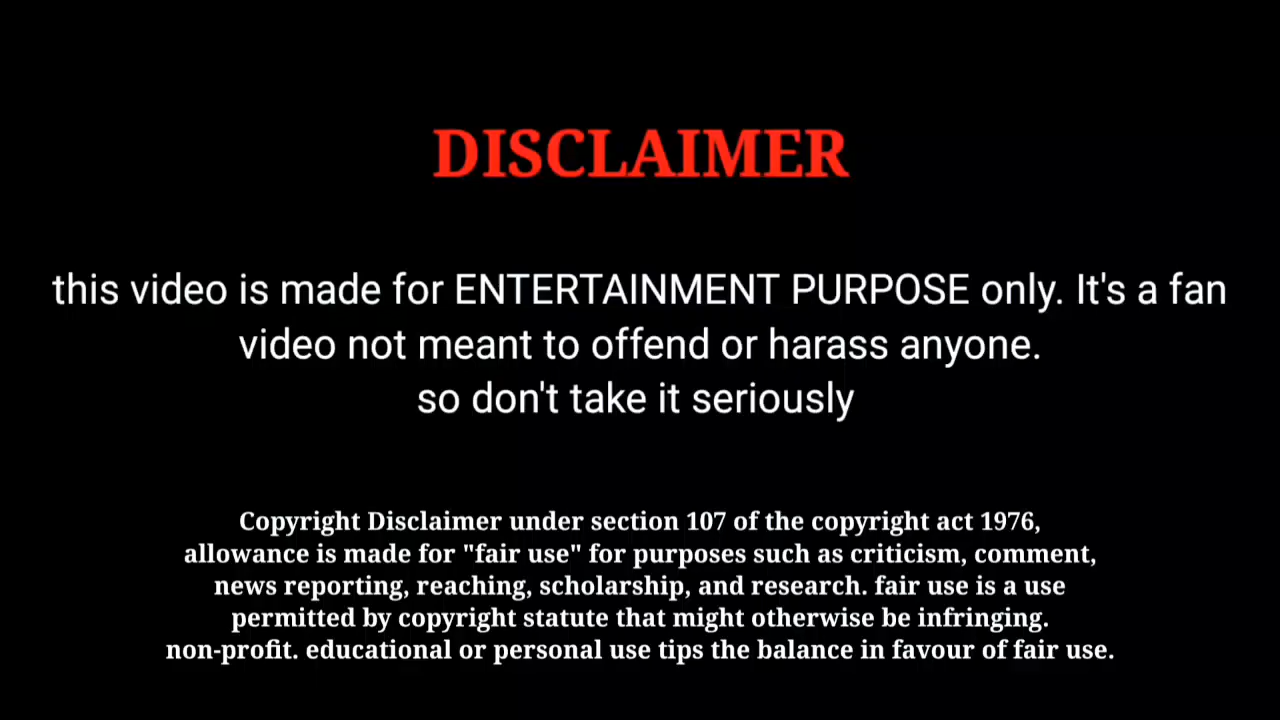 DISCLAIMER
this video is made for ENTERTAINMENT PURPOSE only. It's a fan
video not meant to offend or harass anyone.
so don't take it seriously
Copyright Disclaimer under section 107 of the copyright act 1976,
allowance is made for "fair use" for purposes such as criticism, comment,
news reporting, reaching, scholarship, and research. fair use is a use
permitted by copyright statute that might otherwise be infringing.
non-profit. educational or personal use tips the balance in favour of fair use.